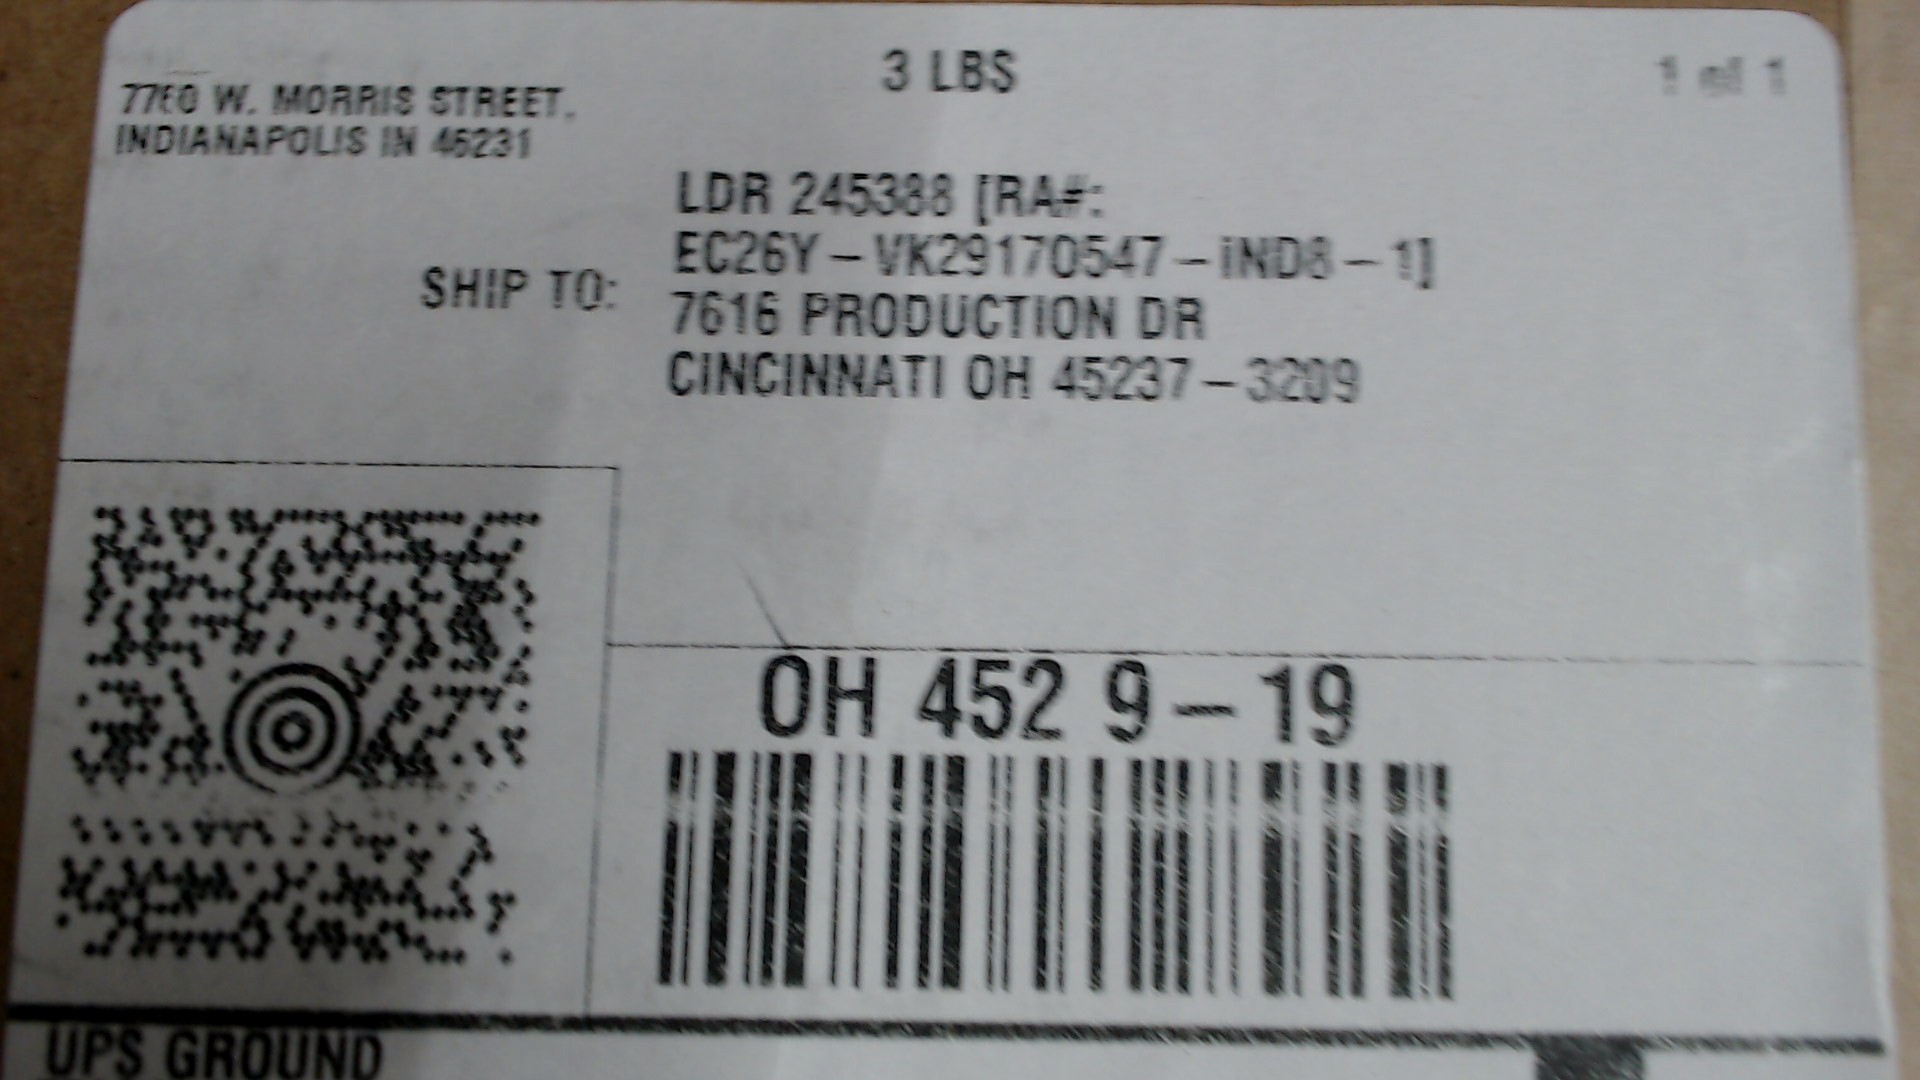 7760 W. MORRIS STREET,
INDIANAPOLIS IN 46231
3 LBS
1 of 1
SHIP TO:
LDR 245388 [RA#:
EC26Y-VK29170547-IND8-1]
7616 PRODUCTION DR
CINCINNATI OH 45237-3209
OH 452 9-19
UPS GROUND